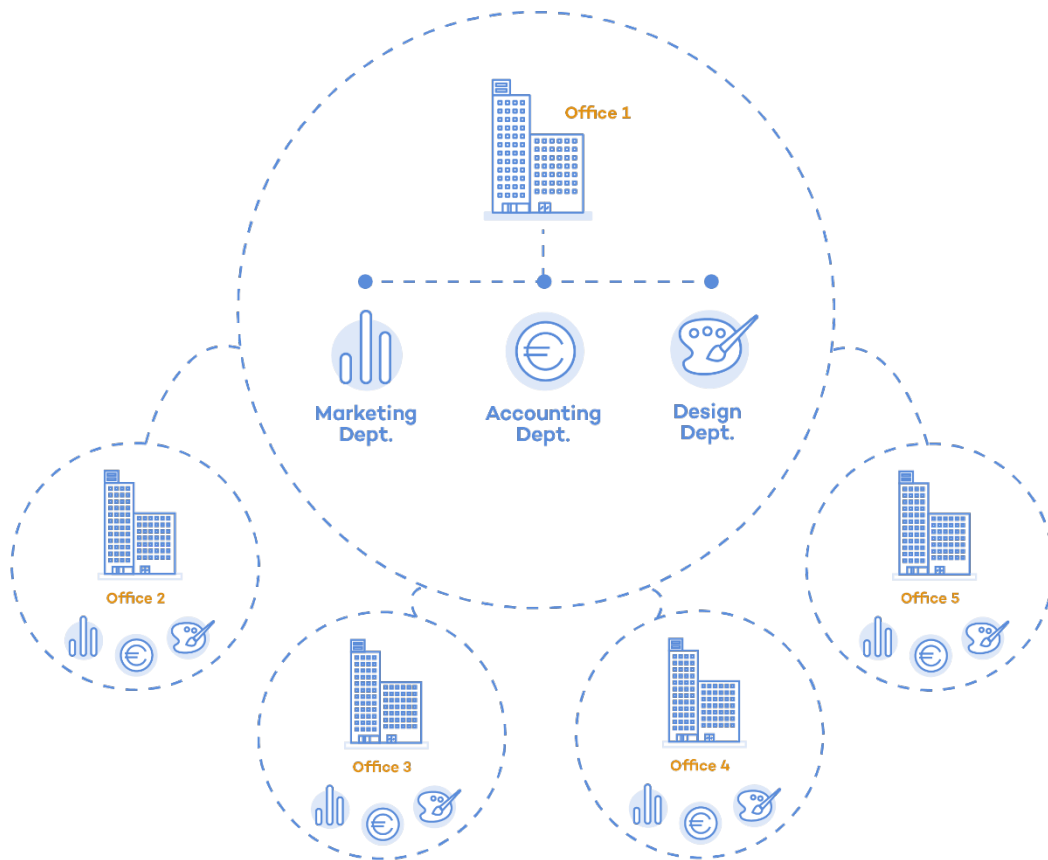 Office 1
Marketing
Dept.
Accounting
Dept.
Design
Dept.
Office 2
Office 5
Office 3
Office 4